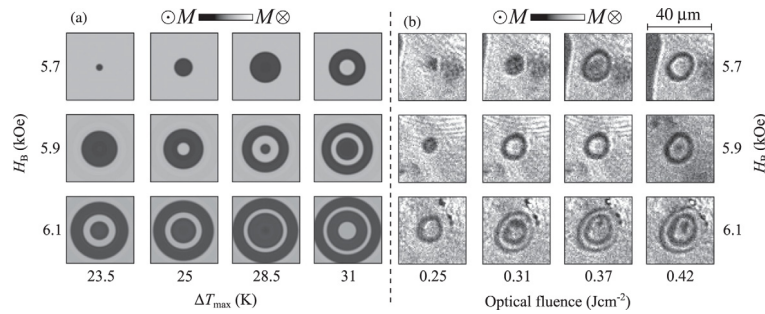 (a)
⊙M M⊗
(b)
⊙M M⊗
40 μm
5.7
5.7
H_B (kOe)
5.9
5.9
H_B (kOe)
6.1
6.1
23.5 25 28.5 31
0.25 0.31 0.37 0.42
ΔT_max (K)
Optical fluence (Jcm⁻²)